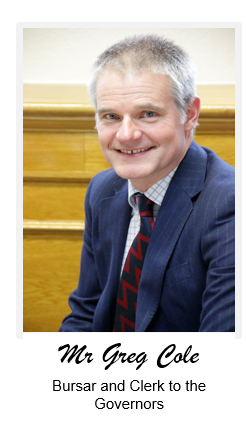 Mr Greg Cole
Bursar and Clerk to the
Governors